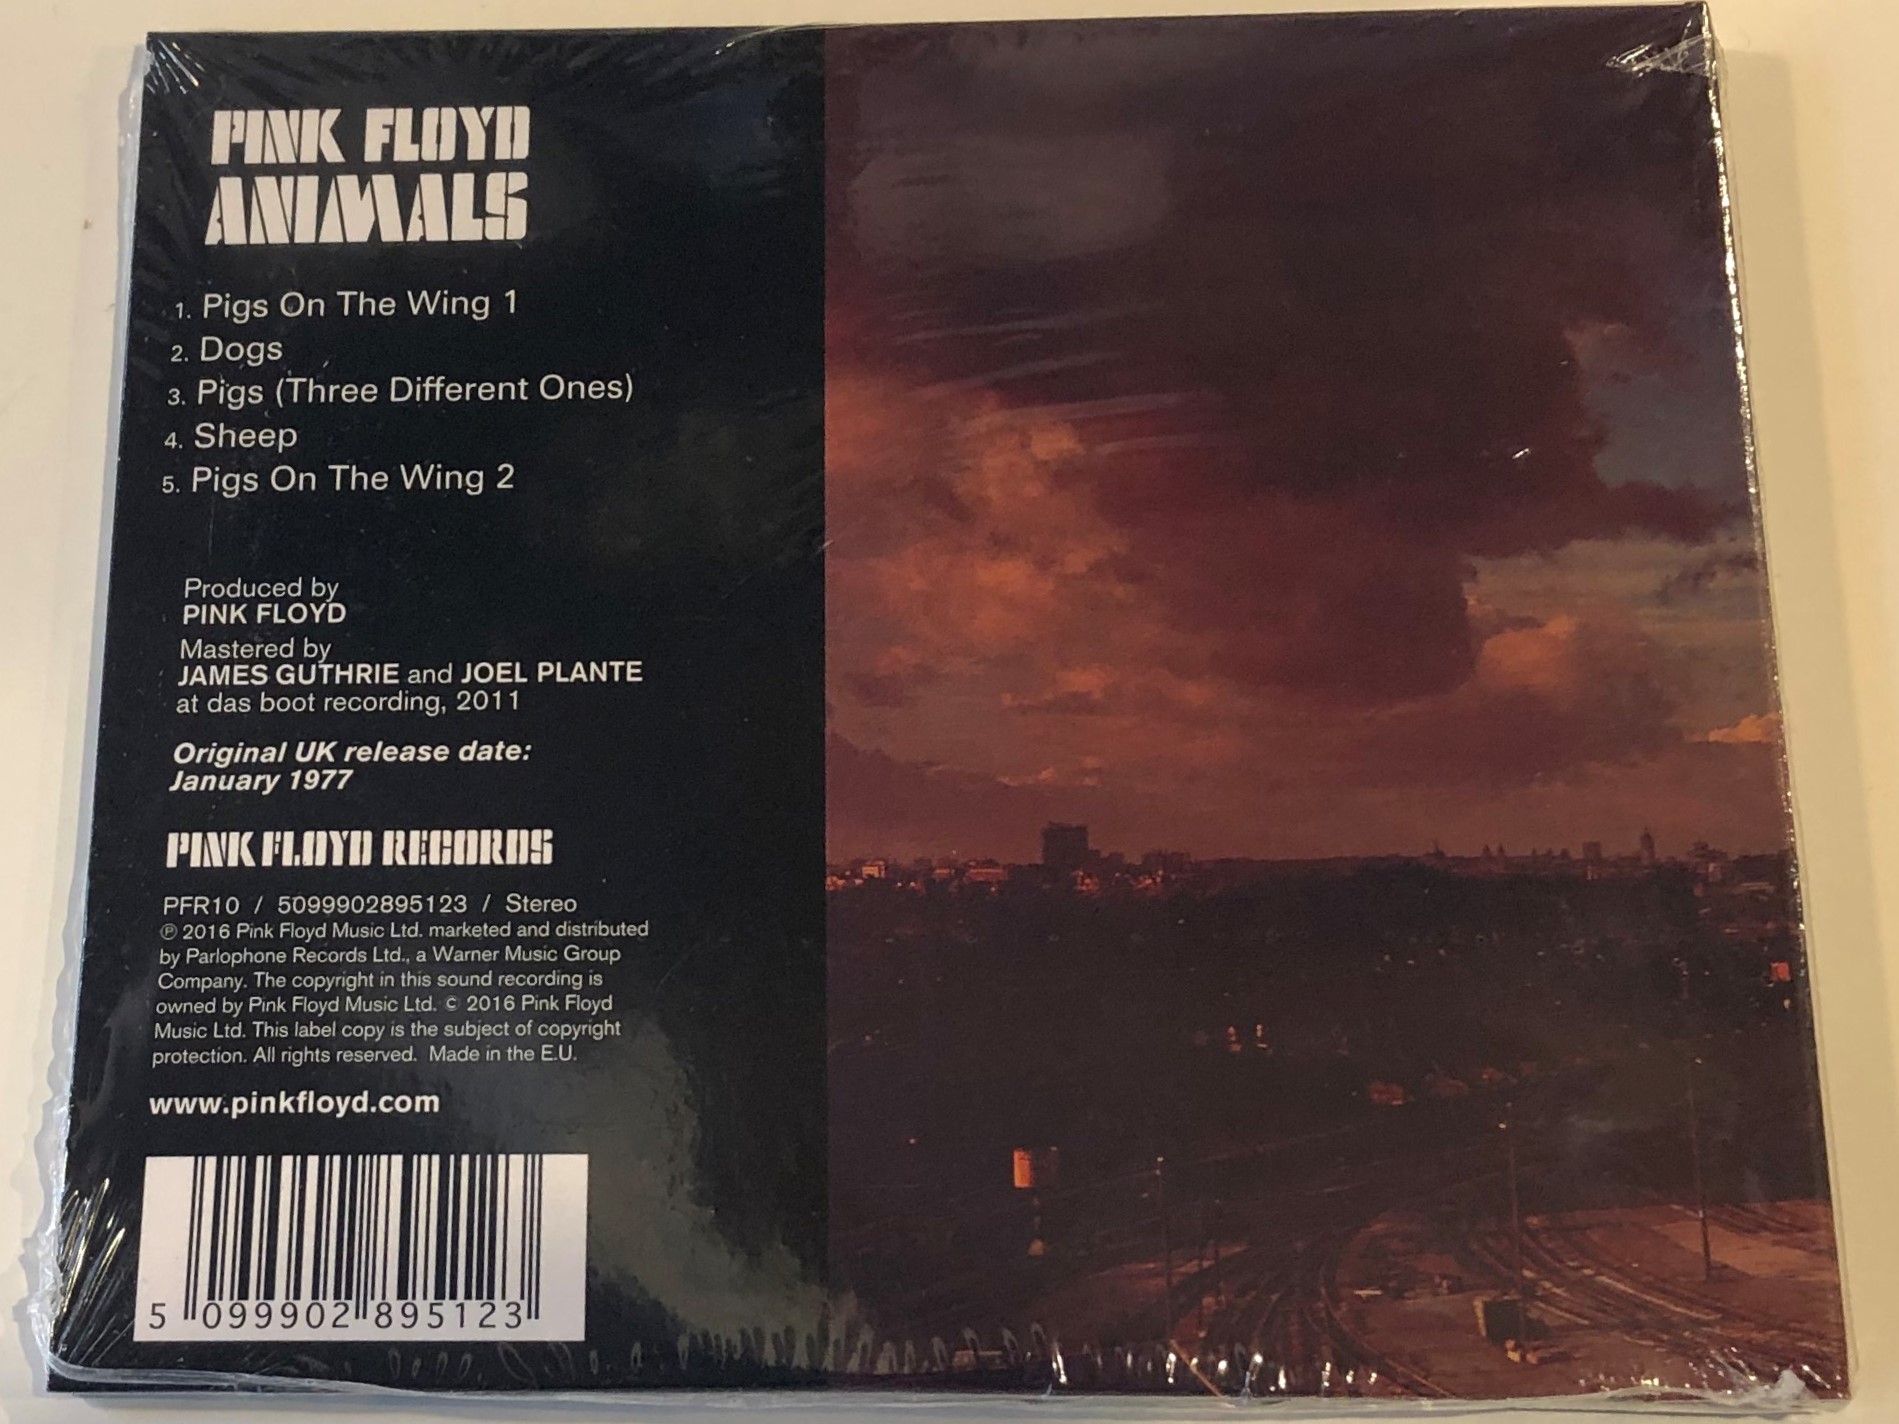 PINK FLOYD
ANIMALS
1. Pigs On The Wing 1
2. Dogs
3. Pigs (Three Different Ones)
4. Sheep
5. Pigs On The Wing 2
Produced by
PINK FLOYD
Mastered by
JAMES GUTHRIE and JOEL PLANTE
at das boot recording, 2011
Original UK release date:
January 1977
PINK FLOYD RECORDS
PFR10 / 5099902895123 / Stereo
℗ 2016 Pink Floyd Music Ltd. marketed and distributed
by Parlophone Records Ltd., a Warner Music Group
Company. The copyright in this sound recording is
owned by Pink Floyd Music Ltd. © 2016 Pink Floyd
Music Ltd. This label copy is the subject of copyright
protection. All rights reserved. Made in the E.U.
www.pinkfloyd.com
5 099902 895123